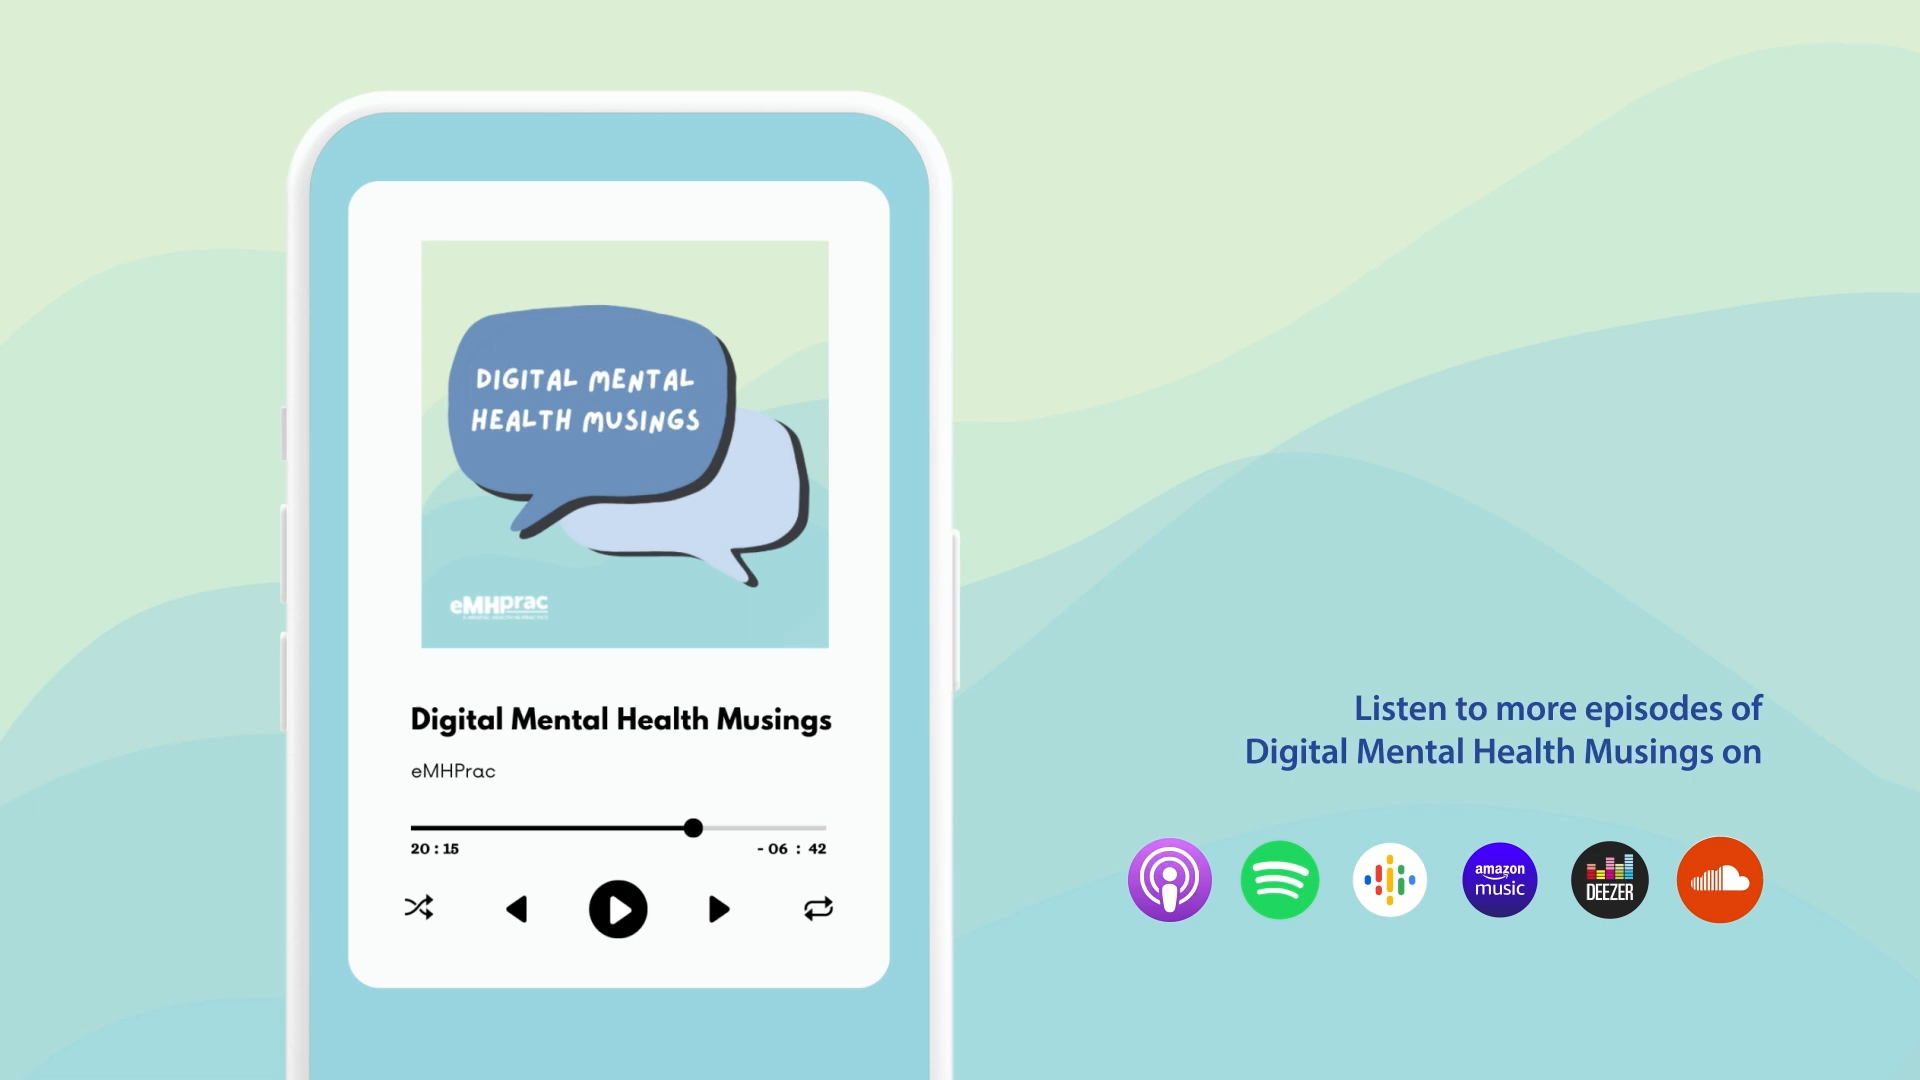 DIGITAL MENTAL
HEALTH MUSINGS
eMHprac
Digital Mental Health Musings
eMHPrac
20 : 15
- 06 : 42
Listen to more episodes of
Digital Mental Health Musings on
amazon
music
DEEZER